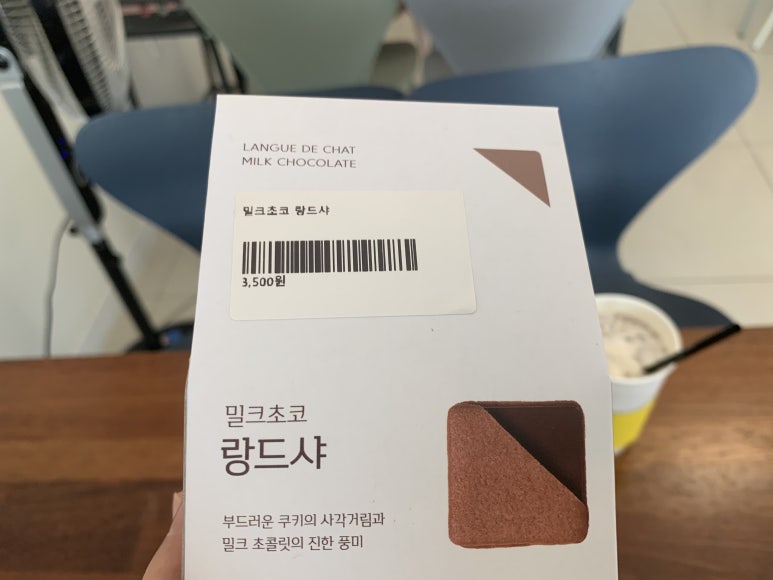 LANGUE DE CHAT
MILK CHOCOLATE
밀크초코 랑드샤
3,500원
밀크초코
랑드샤
부드러운 쿠키의 사각거림과
밀크 초콜릿의 진한 풍미